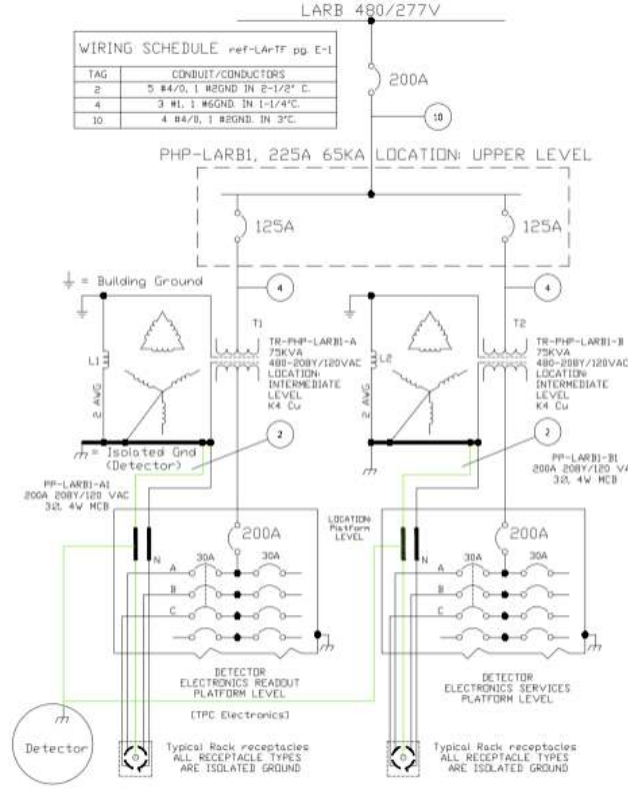 LARB 480/277V
WIRING SCHEDULE ref-LArTF pg. E-1
TAG CONDUIT/CONDUCTORS
2 5 #4/0, 1 #2GND IN 2-1/2" C.
4 3 #1, 1 #6GND. IN 1-1/4"C.
10 4 #4/0, 1 #2GND. IN 3"C.
200A
10
PHP-LARB1, 225A 65KA LOCATION: UPPER LEVEL
125A
125A
4
4
= Building Ground
T1
TR-PHP-LARB1-A
75KVA
480-208Y/120VAC
LOCATION:
INTERMEDIATE
LEVEL
K4 Cu
T2
TR-PHP-LARB1-B
75KVA
480-208Y/120VAC
LOCATION:
INTERMEDIATE
LEVEL
K4 Cu
L1
2 AWG
L2
2 AWG
2
2
= Isolated Gnd
(Detector)
PP-LARB1-A1
200A 208Y/120 VAC
3Ø, 4W MCB
PP-LARB1-B1
200A 208Y/120 VA
3Ø, 4W MCB
LOCATION:
Platform
LEVEL
200A
N
30A
30A
A
B
C
200A
N
30A
30A
A
B
C
DETECTOR
ELECTRONICS READOUT
PLATFORM LEVEL
[TPC Electronics]
DETECTOR
ELECTRONICS SERVICES
PLATFORM LEVEL
Detector
Typical Rack receptacles
ALL RECEPTACLE TYPES
ARE ISOLATED GROUND
Typical Rack receptacles
ALL RECEPTACLE TYPES
ARE ISOLATED GROUND